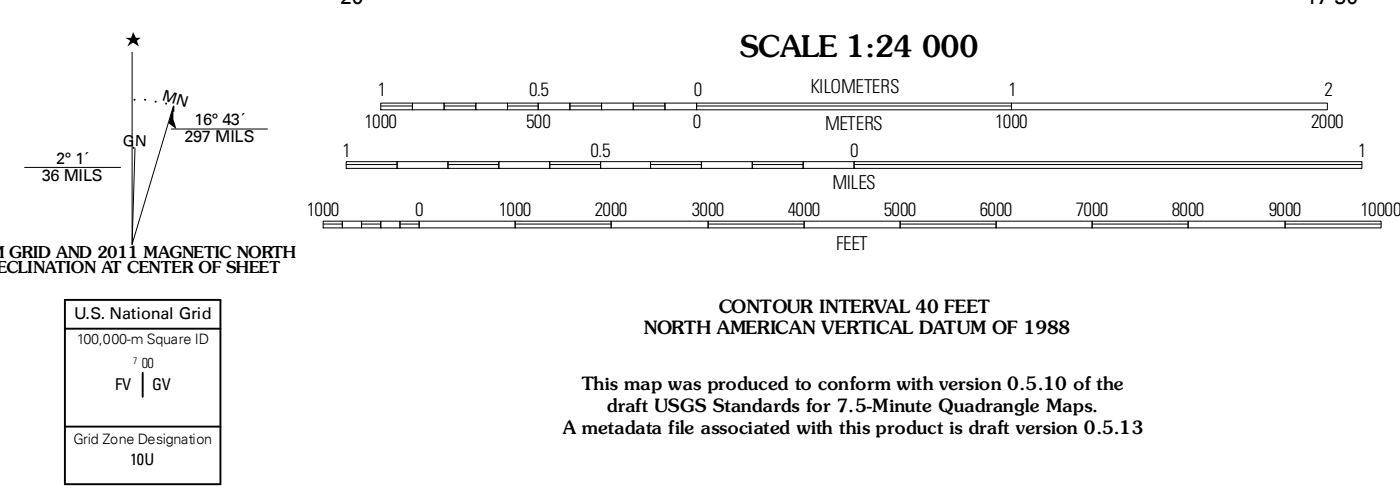 SCALE 1:24 000
MN
16° 43´
297 MILS
GN
2° 1´
36 MILS
GRID AND 2011 MAGNETIC NORTH
AT CENTER OF SHEET
1 0.5 0 KILOMETERS 1 2
1000 500 0 METERS 1000 2000
1 0.5 0 1
MILES
1000 0 1000 2000 3000 4000 5000 6000 7000 8000 9000 10000
FEET
U.S. National Grid
100,000-m Square ID
7 00
FV GV
Grid Zone Designation
10U
CONTOUR INTERVAL 40 FEET
NORTH AMERICAN VERTICAL DATUM OF 1988
This map was produced to conform with version 0.5.10 of the
draft USGS Standards for 7.5-Minute Quadrangle Maps.
A metadata file associated with this product is draft version 0.5.13